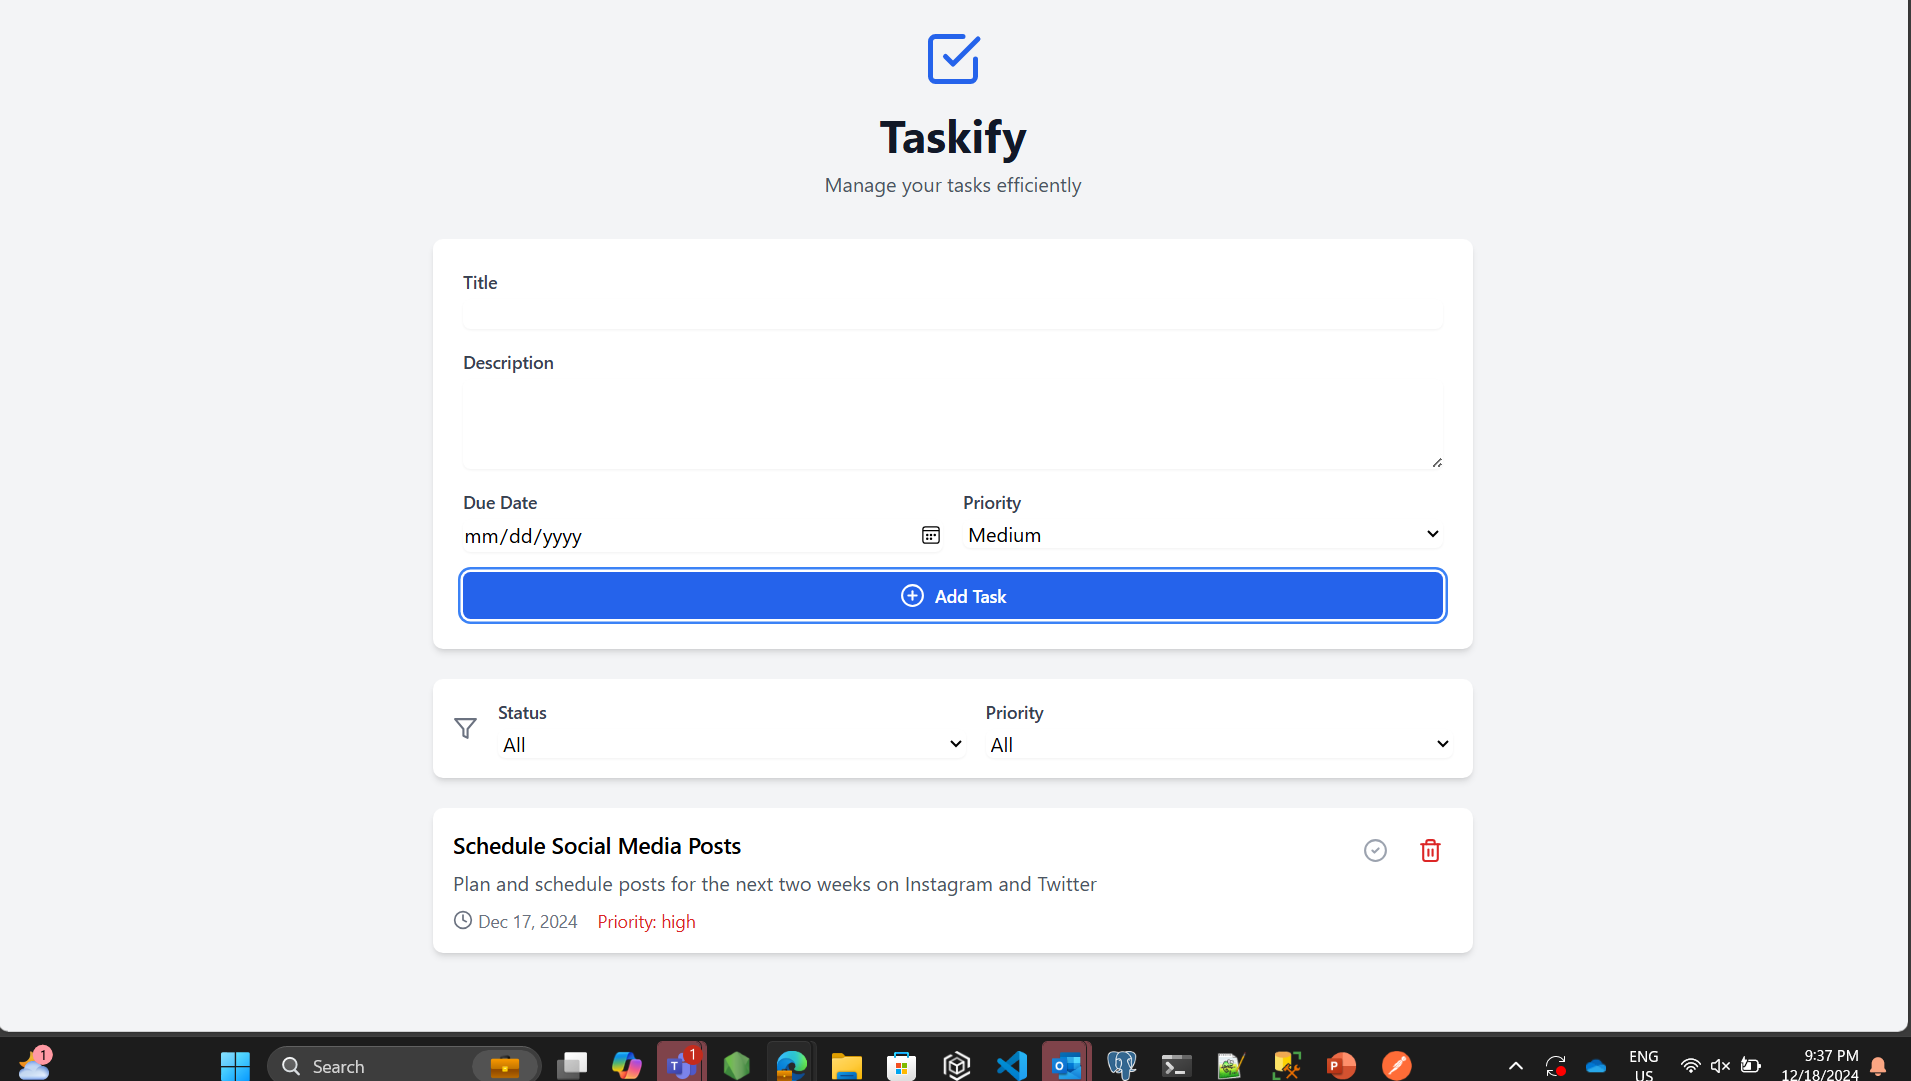 Taskify
Manage your tasks efficiently
Title
Description
Due Date
Priority
mm/dd/yyyy
Medium
Add Task
Status
Priority
All
All
Schedule Social Media Posts
Plan and schedule posts for the next two weeks on Instagram and Twitter
Dec 17, 2024 Priority: high
1
Search
T
1
O
P
ENG
US
9:37 PM
12/18/2024